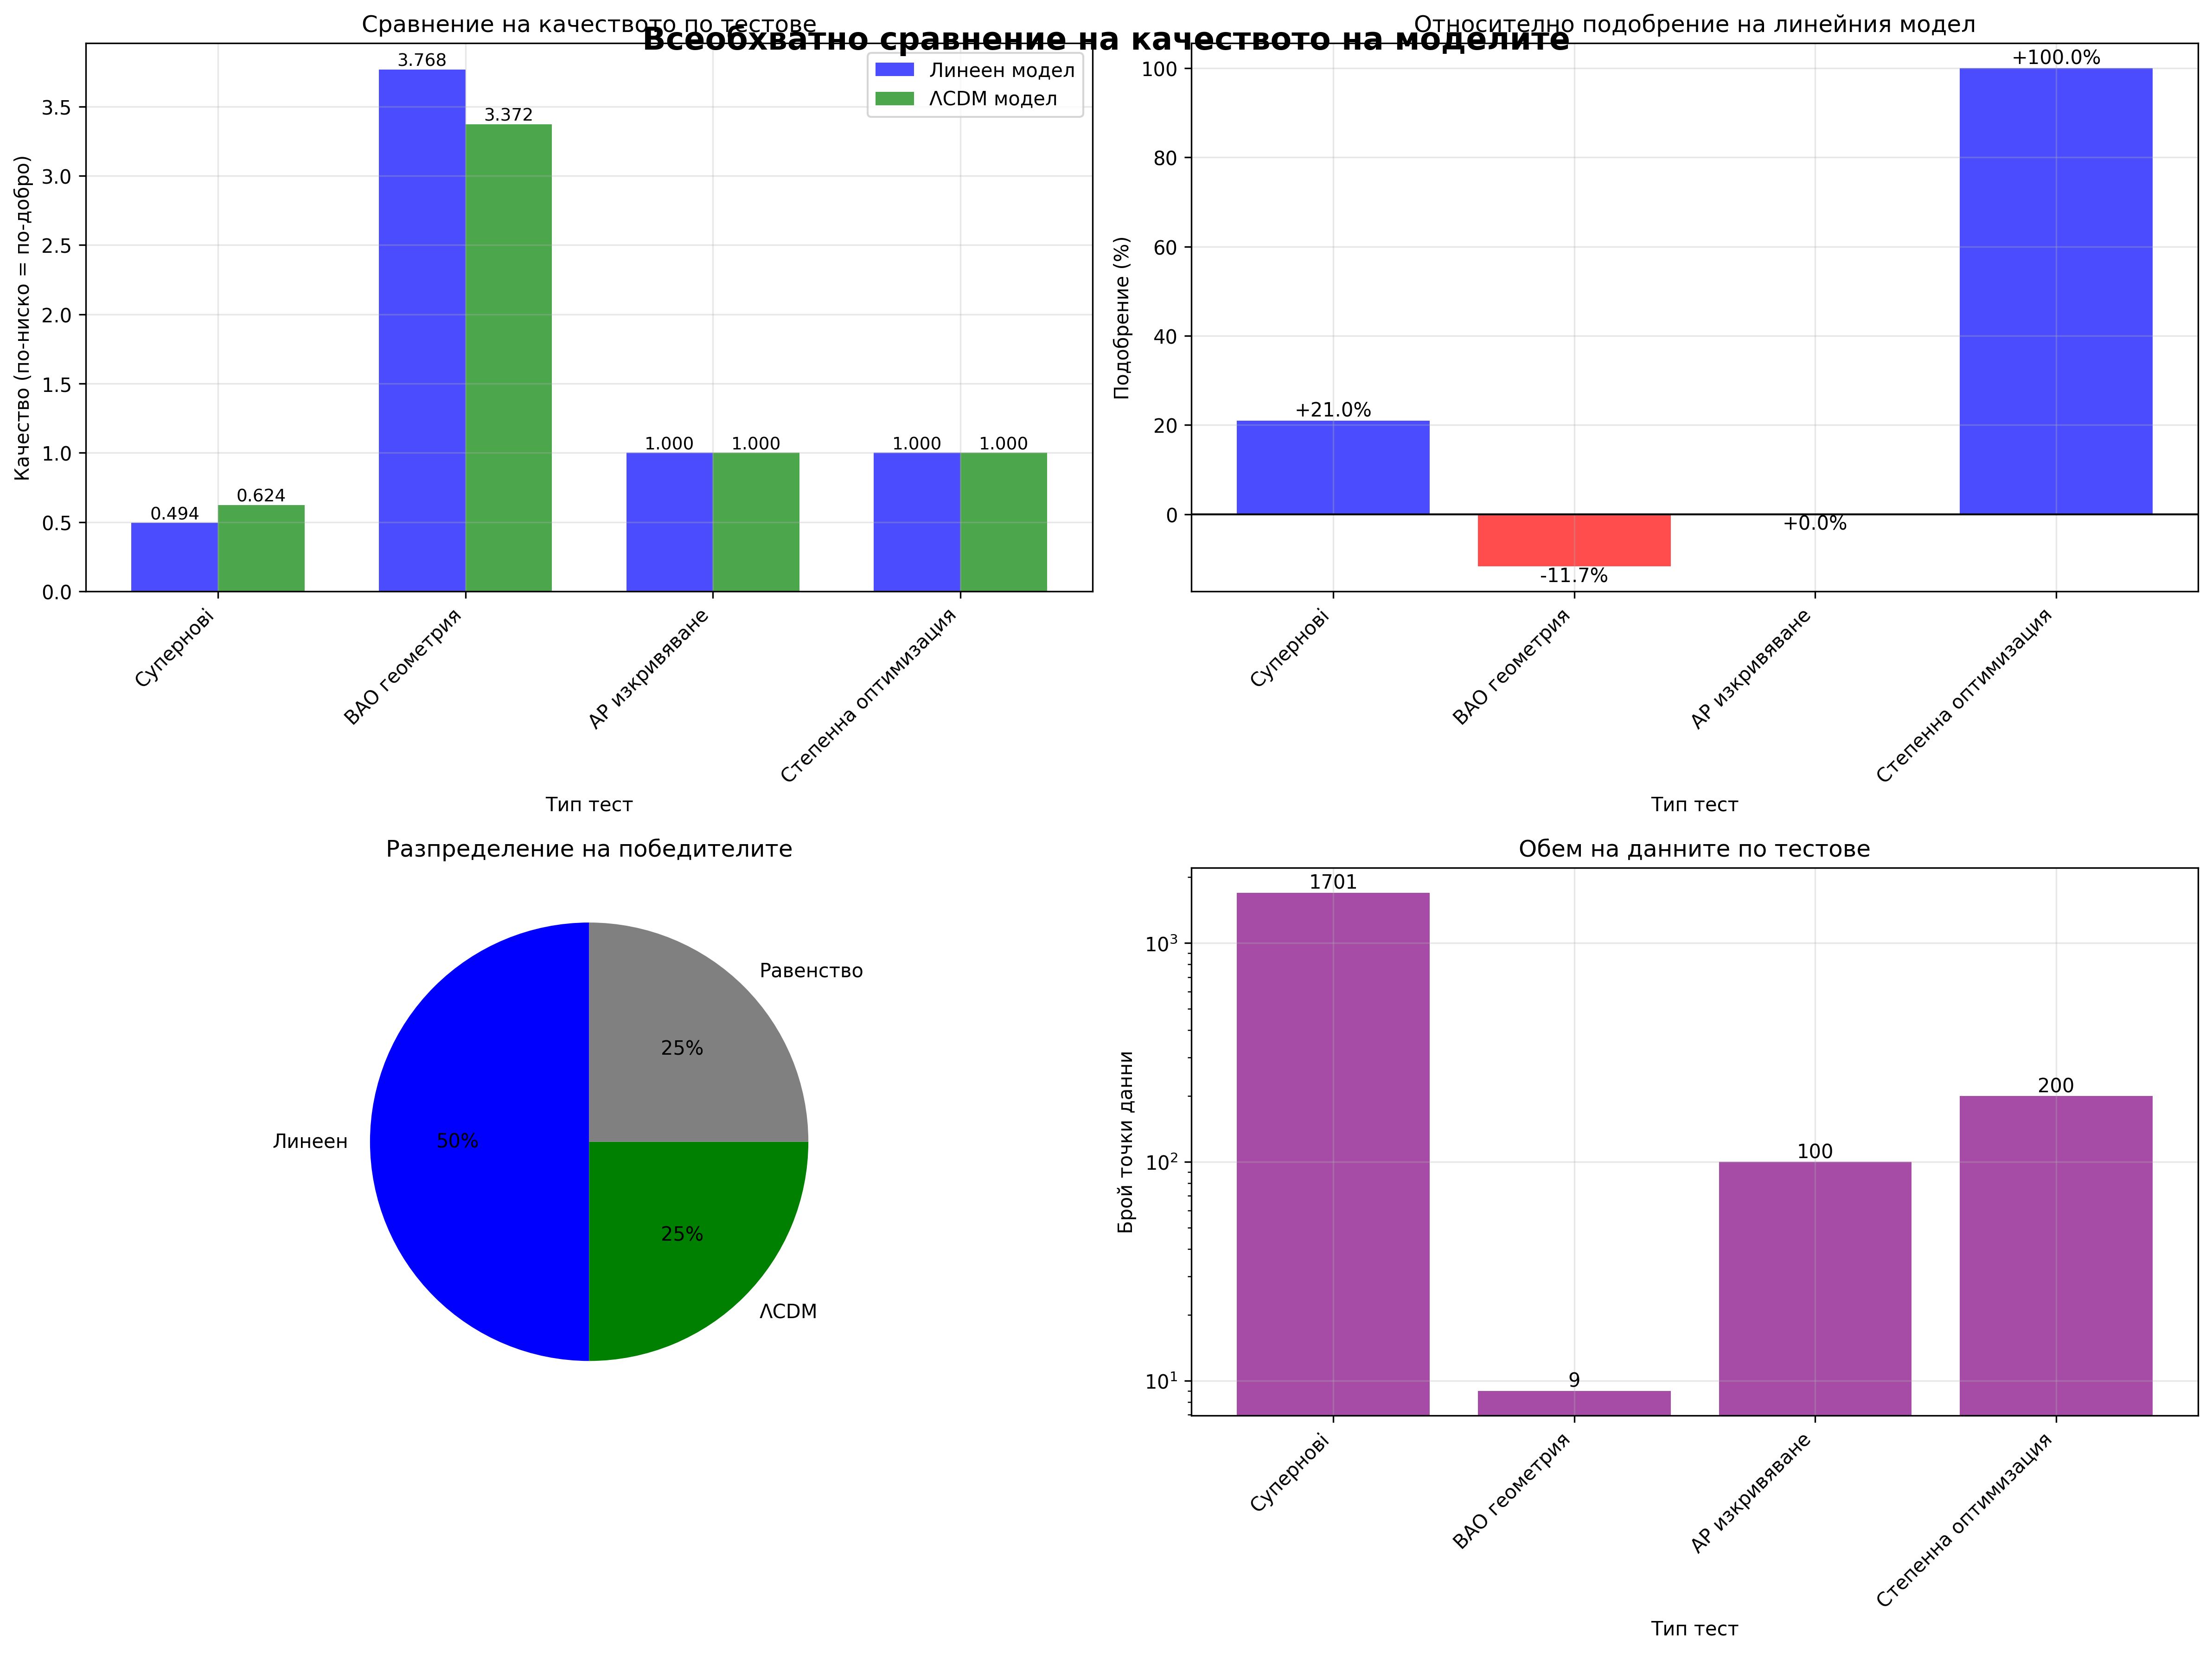 Всеобхватно сравнение на качеството на моделите
Сравнение на качеството по тестове
Качество (по-ниско = по-добро)
3.5
3.0
2.5
2.0
1.5
1.0
0.5
0.0
Линеен модел
ΛCDM модел
0.494
0.624
3.768
3.372
1.000
1.000
1.000
1.000
Супернові
BAO геометрия
AP изкривяване
Степенна оптимизация
Тип тест
Относително подобрение на линейния модел
Подобрение (%)
100
80
60
40
20
0
+21.0%
-11.7%
+0.0%
+100.0%
Супернові
BAO геометрия
AP изкривяване
Степенна оптимизация
Тип тест
Разпределение на победителите
Равенство
25%
Линеен
50%
25%
ΛCDM
Обем на данните по тестове
Брой точки данни
10³
10²
10¹
1701
9
100
200
Супернові
BAO геометрия
AP изкривяване
Степенна оптимизация
Тип тест